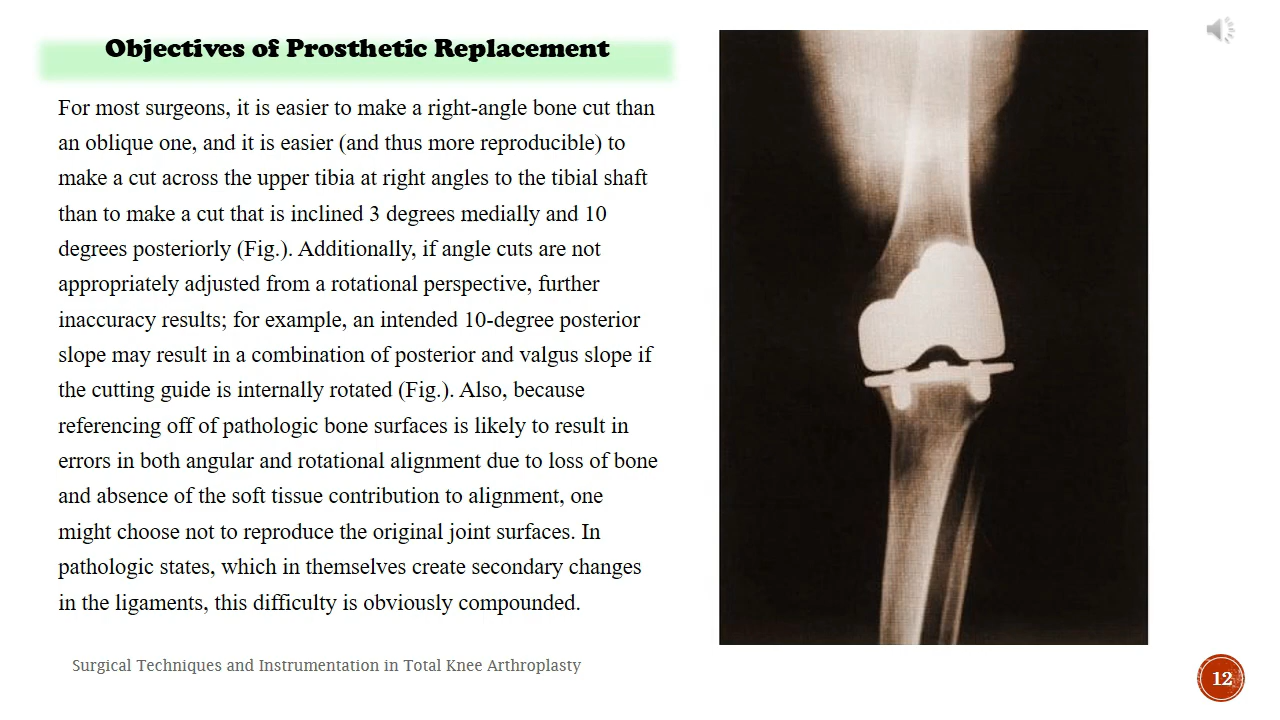 Objectives of Prosthetic Replacement
For most surgeons, it is easier to make a right-angle bone cut than
an oblique one, and it is easier (and thus more reproducible) to
make a cut across the upper tibia at right angles to the tibial shaft
than to make a cut that is inclined 3 degrees medially and 10
degrees posteriorly (Fig.). Additionally, if angle cuts are not
appropriately adjusted from a rotational perspective, further
inaccuracy results; for example, an intended 10-degree posterior
slope may result in a combination of posterior and valgus slope if
the cutting guide is internally rotated (Fig.). Also, because
referencing off of pathologic bone surfaces is likely to result in
errors in both angular and rotational alignment due to loss of bone
and absence of the soft tissue contribution to alignment, one
might choose not to reproduce the original joint surfaces. In
pathologic states, which in themselves create secondary changes
in the ligaments, this difficulty is obviously compounded.
Surgical Techniques and Instrumentation in Total Knee Arthroplasty
12